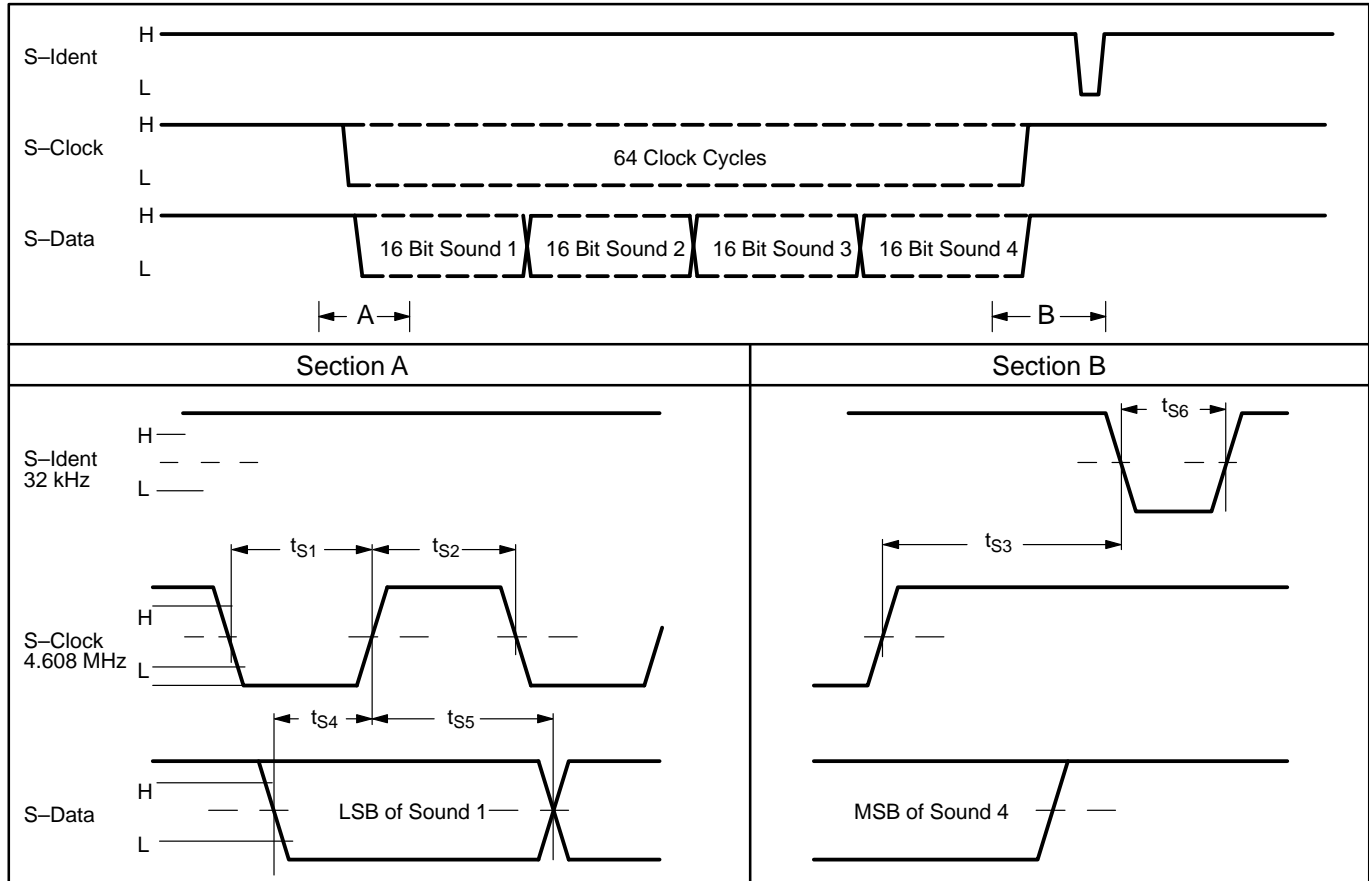 S–Ident
H
L
S–Clock
H
L
64 Clock Cycles
S–Data
H
L
16 Bit Sound 1
16 Bit Sound 2
16 Bit Sound 3
16 Bit Sound 4
A
B
Section A
Section B
S–Ident
32 kHz
H
L
tS6
tS1
tS2
tS3
S–Clock
4.608 MHz
H
L
tS4
tS5
S–Data
H
L
LSB of Sound 1
MSB of Sound 4